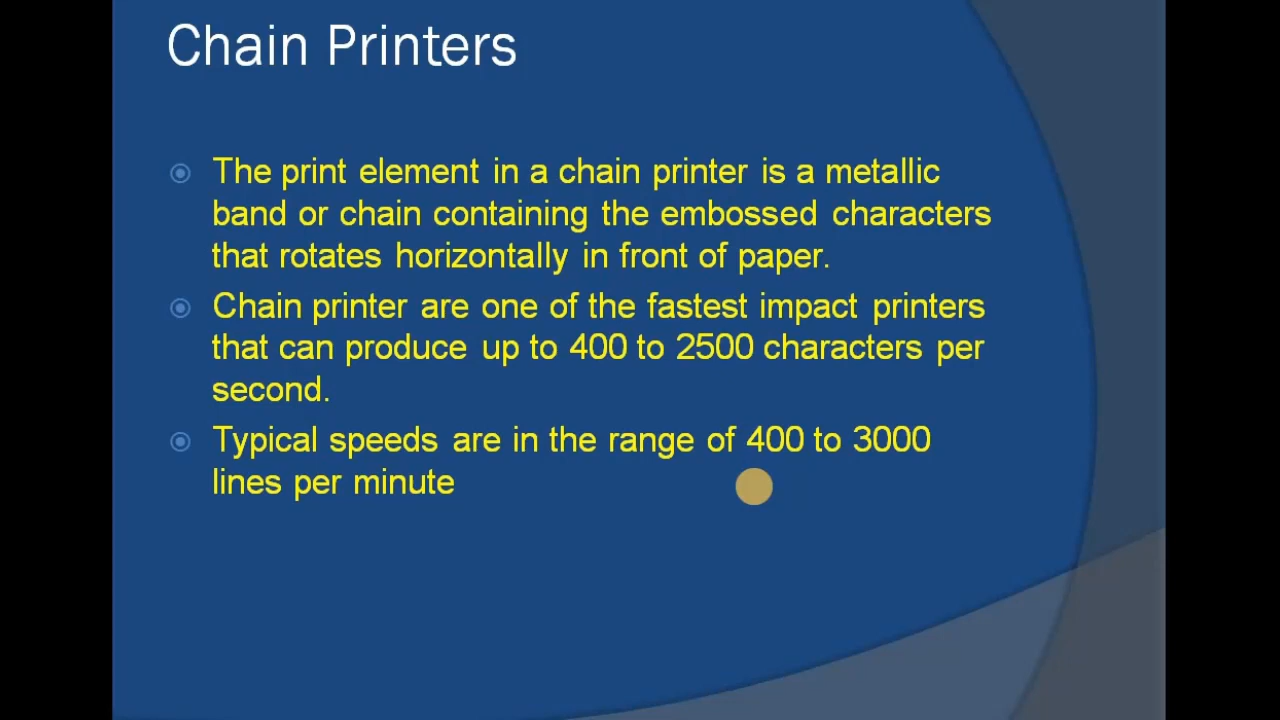 Chain Printers
The print element in a chain printer is a metallic
band or chain containing the embossed characters
that rotates horizontally in front of paper.
Chain printer are one of the fastest impact printers
that can produce up to 400 to 2500 characters per
second.
Typical speeds are in the range of 400 to 3000
lines per minute